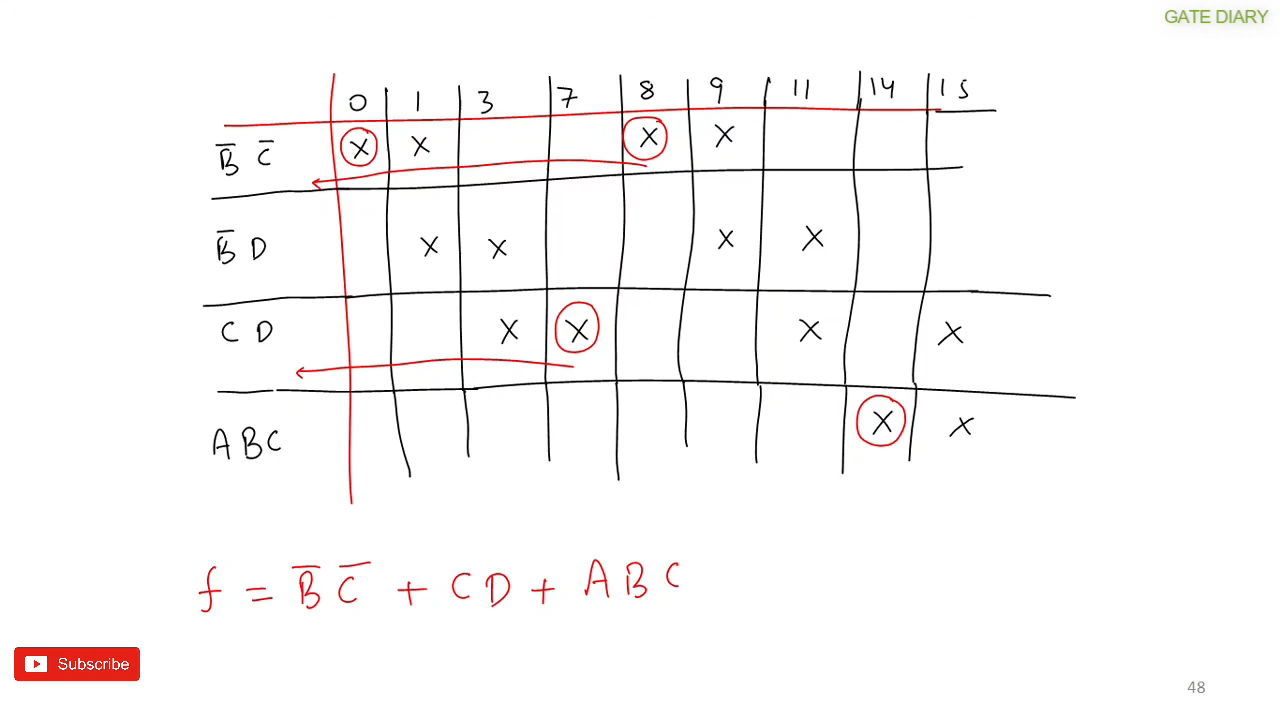 GATE DIARY
0 1 3 7 8 9 11 14 15
B̅ C̅ X X X X
B̅ D X X X X
C D X X X X
A B C X X
f = B̅ C̅ + C D + A B C
Subscribe
48